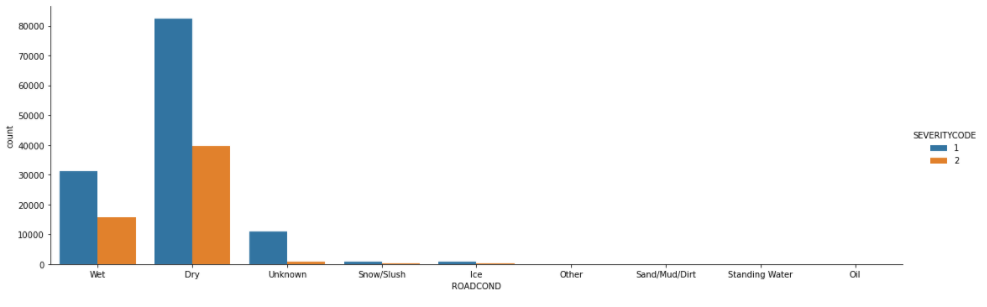 80000
70000
60000
50000
40000
30000
20000
10000
0
count
Wet Dry Unknown Snow/Slush Ice Other Sand/Mud/Dirt Standing Water Oil
ROADCOND
SEVERITYCODE
1
2